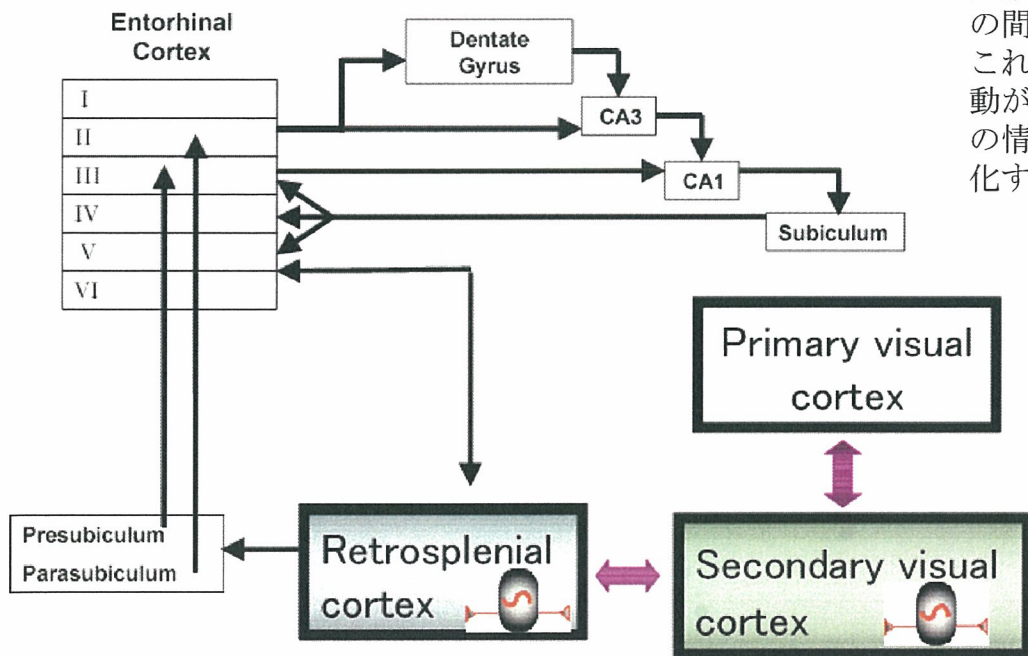 Entorhinal
Cortex
I
II
III
IV
V
VI
Dentate
Gyrus
CA3
CA1
Subiculum
Presubiculum
Parasubiculum
Retrosplenial
cortex
Primary visual
cortex
Secondary visual
cortex
の間
これ
動が
の情
化す